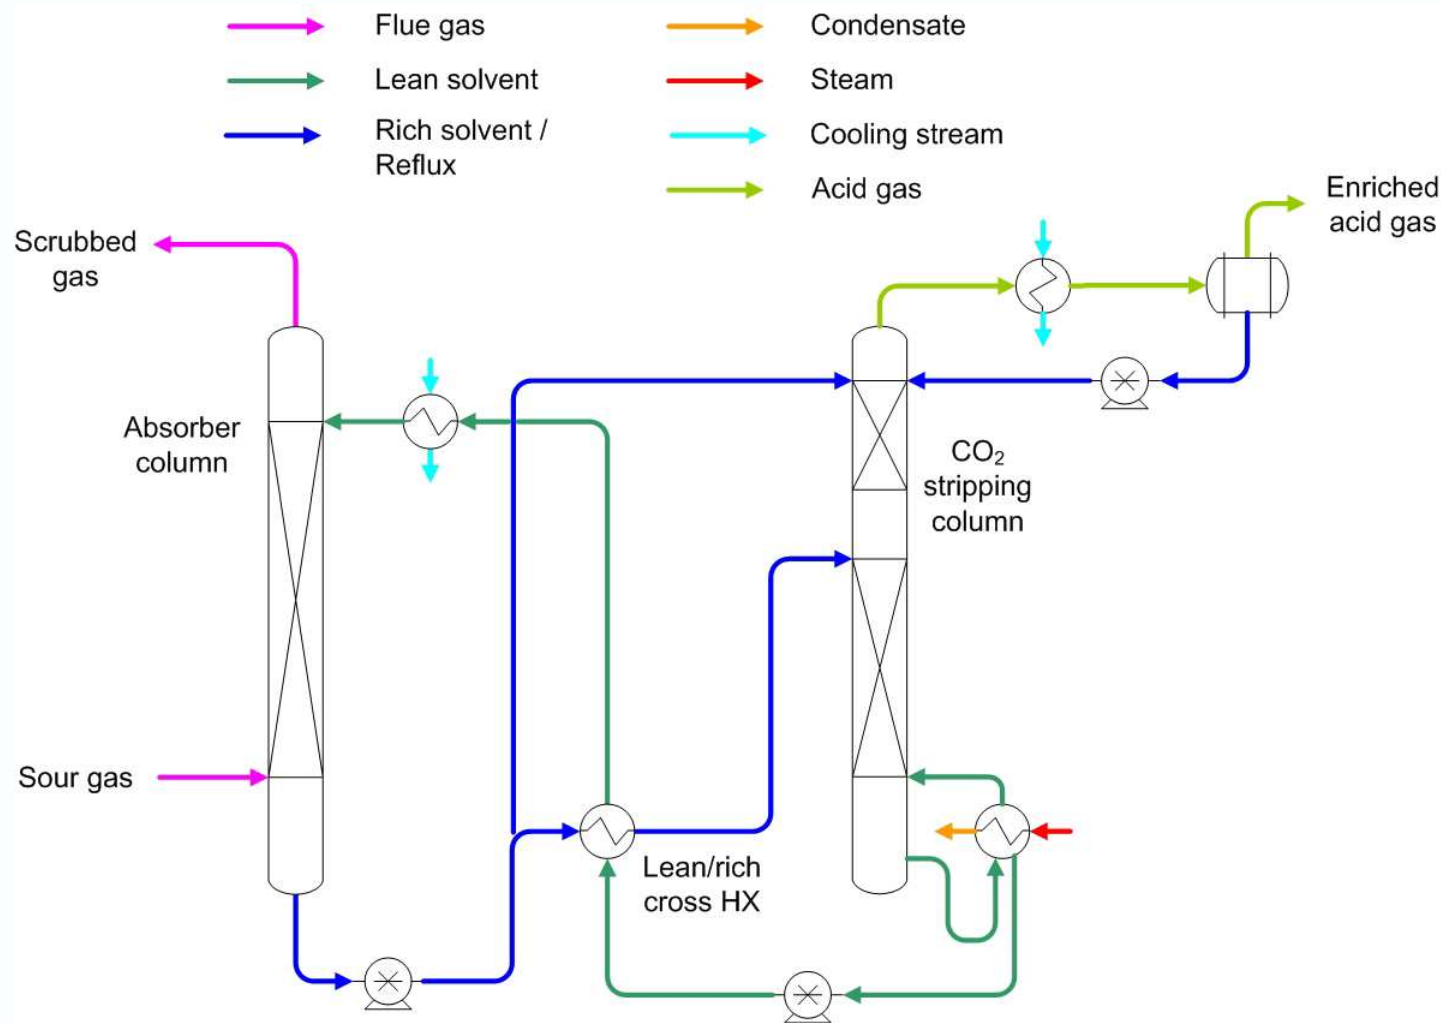 Flue gas
Condensate
Lean solvent
Steam
Rich solvent /
Reflux
Cooling stream
Acid gas
Enriched
acid gas
Scrubbed
gas
Absorber
column
CO₂
stripping
column
Sour gas
Lean/rich
cross HX